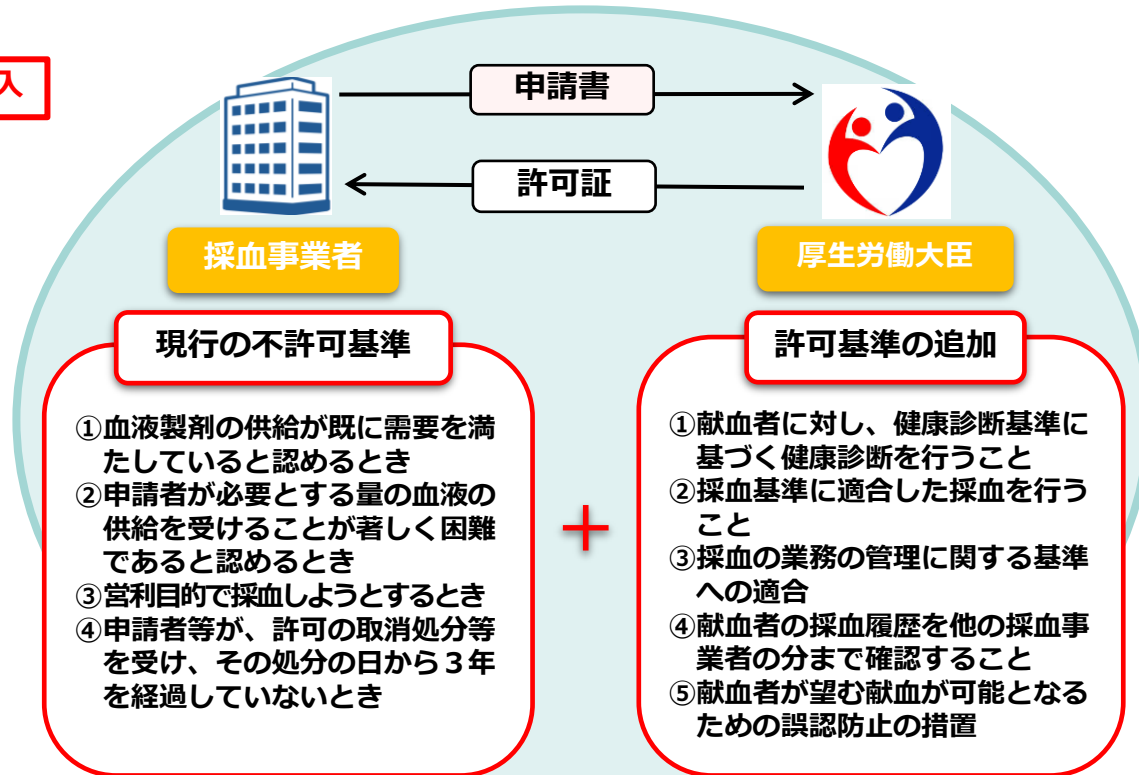 入
申請書
許可証
採血事業者
厚生労働大臣
現行の不許可基準
①血液製剤の供給が既に需要を満
たしていると認めるとき
②申請者が必要とする量の血液の
供給を受けることが著しく困難
であると認めるとき
③営利目的で採血しようとするとき
④申請者等が、許可の取消処分等
を受け、その処分の日から３年
を経過していないとき
＋
許可基準の追加
①献血者に対し、健康診断基準に
基づく健康診断を行うこと
②採血基準に適合した採血を行う
こと
③採血の業務の管理に関する基準
への適合
④献血者の採血履歴を他の採血事
業者の分まで確認すること
⑤献血者が望む献血が可能となる
ための誤認防止の措置